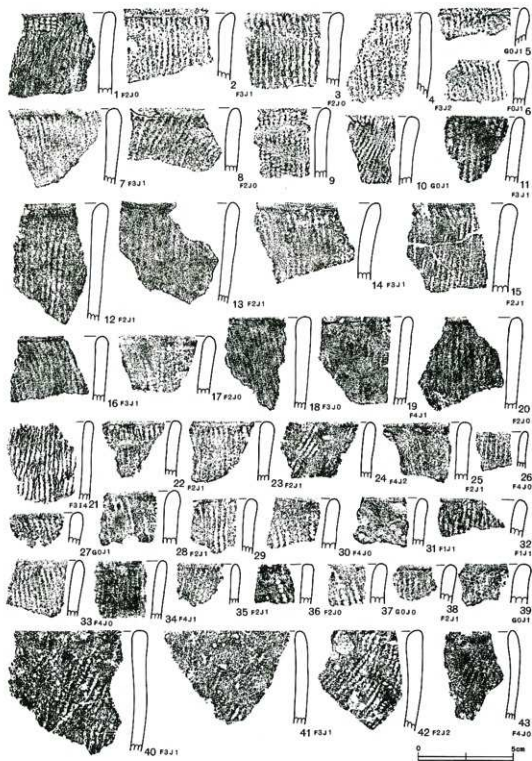 1 F2J0 2 F3J1 3 F2J0 4 F3J2 G0J1 5
F0J1 6
7 F3J1 8 F2J0 9 10 G0J1 11 F3J1
12 F2J1 13 F2J1 14 F3J1 15 F2J1
16 F3J1 17 F2J0 18 F3J0 19 F4J1 20 F2J0
21 F3I4 22 F2J1 23 F2J1 24 F4J2 25 F2J1 26 F4J0
27 G0J1 28 F2J1 29 30 F4J0 31 F1J1 32 F1J1
33 F4J0 34 F4J1 35 F2J1 36 F2J0 37 G0J0 38 F2J1 39 G0J1
40 F3J1 41 F3J1 42 F2J2 43 F4J0
0 5cm